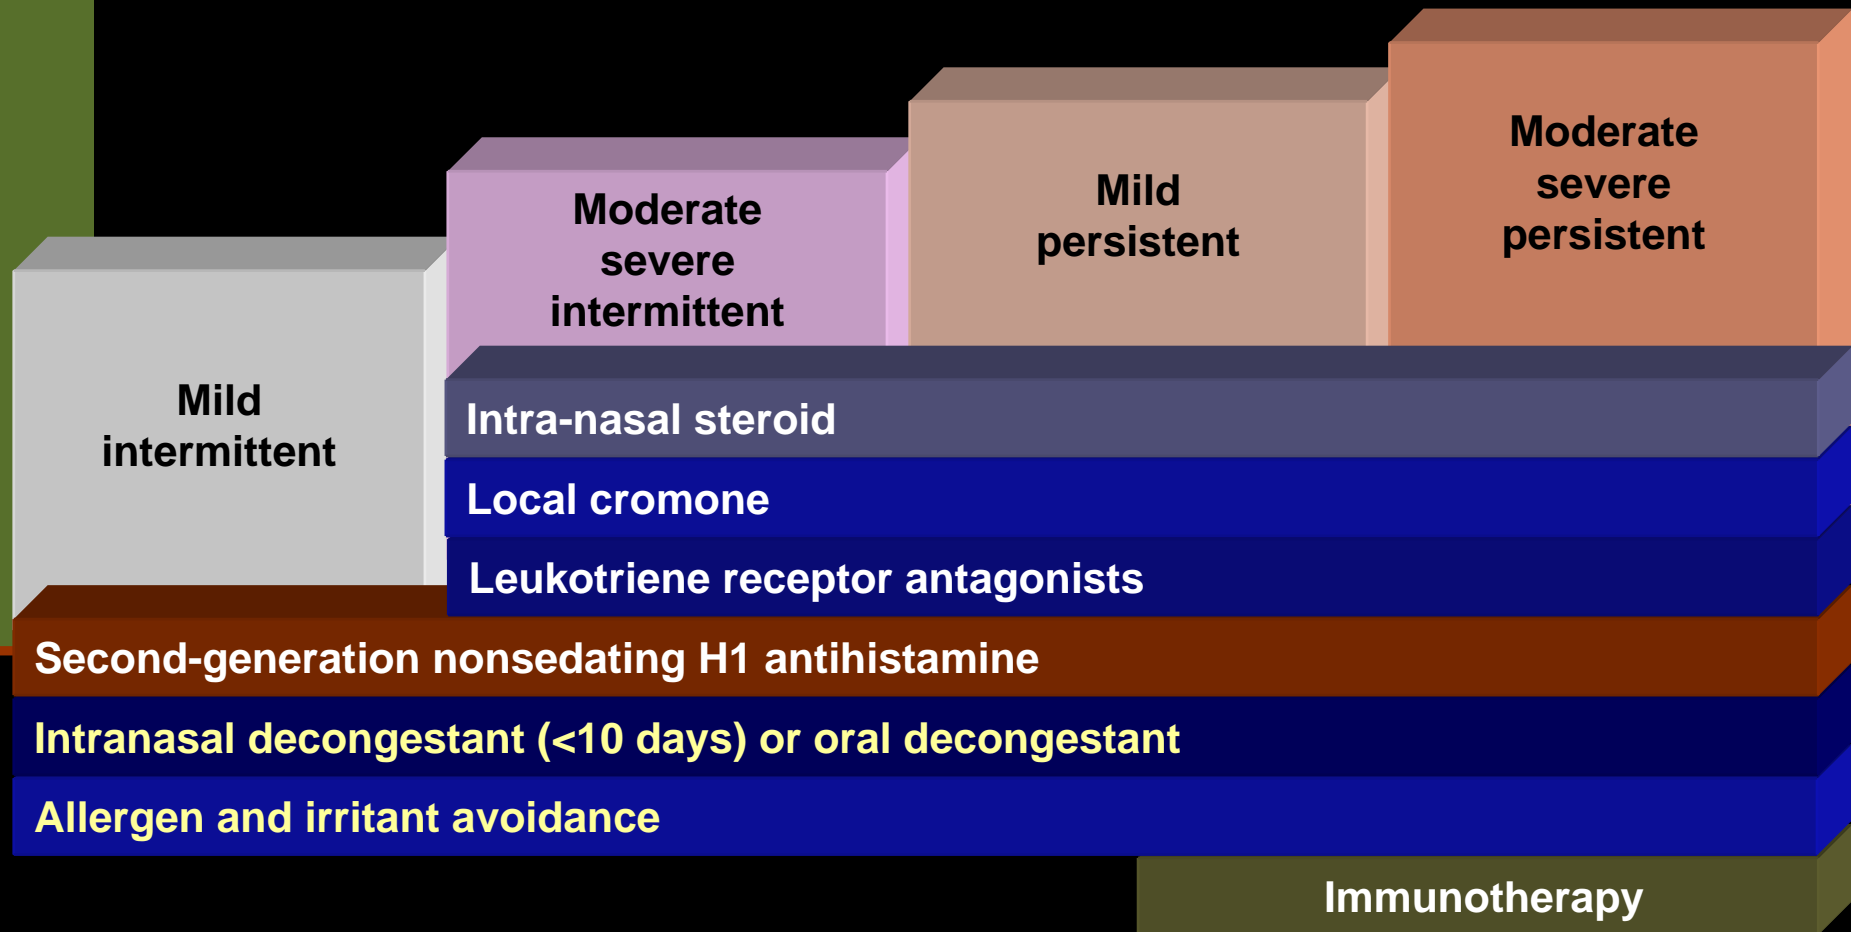 Mild
intermittent
Moderate
severe
intermittent
Mild
persistent
Moderate
severe
persistent
Intra-nasal steroid
Local cromone
Leukotriene receptor antagonists
Second-generation nonsedating H1 antihistamine
Intranasal decongestant (<10 days) or oral decongestant
Allergen and irritant avoidance
Immunotherapy